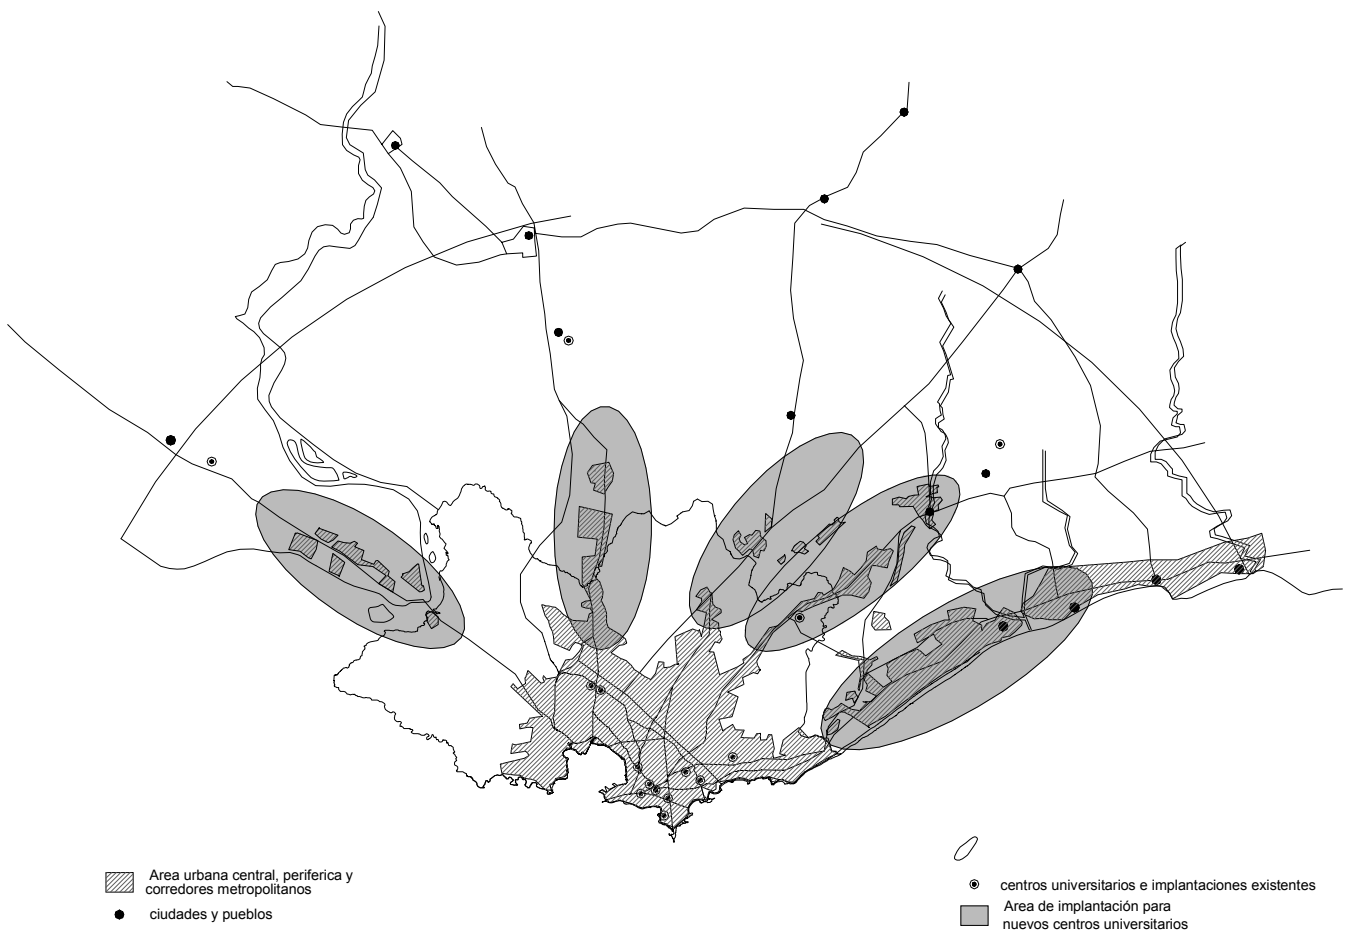 Area urbana central, periferica y
corredores metropolitanos
ciudades y pueblos
centros universitarios e implantaciones existentes
Area de implantación para
nuevos centros universitarios